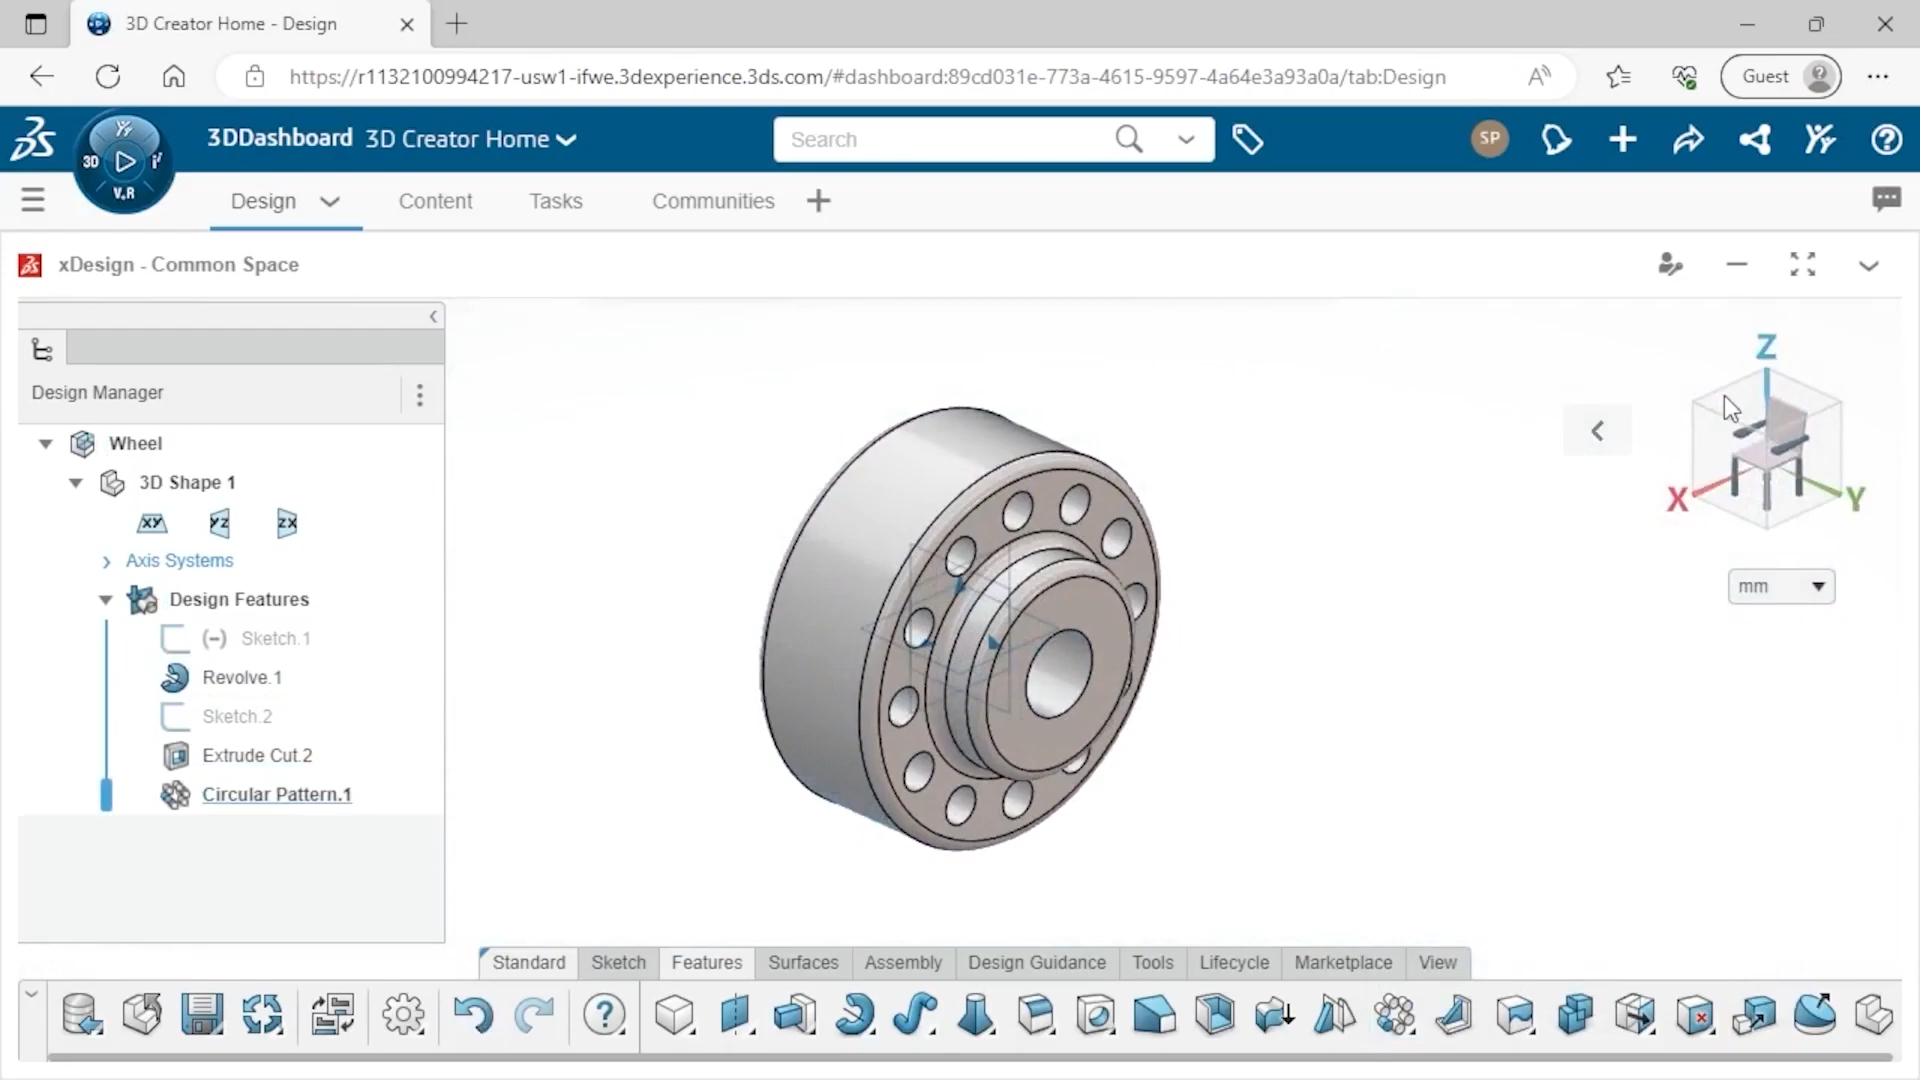 3D Creator Home - Design
https://r1132100994217-usw1-ifwe.3dexperience.3ds.com/#dashboard:89cd031e-773a-4615-9597-4a64e3a93a0a/tab:Design
Guest
3DDashboard 3D Creator Home
Search
SP
3D
V.R
Design
Content
Tasks
Communities
xDesign - Common Space
Design Manager
Wheel
3D Shape 1
XY YZ ZX
Axis Systems
Design Features
(-) Sketch.1
Revolve.1
Sketch.2
Extrude Cut.2
Circular Pattern.1
Z
X
Y
mm
Standard
Sketch
Features
Surfaces
Assembly
Design Guidance
Tools
Lifecycle
Marketplace
View